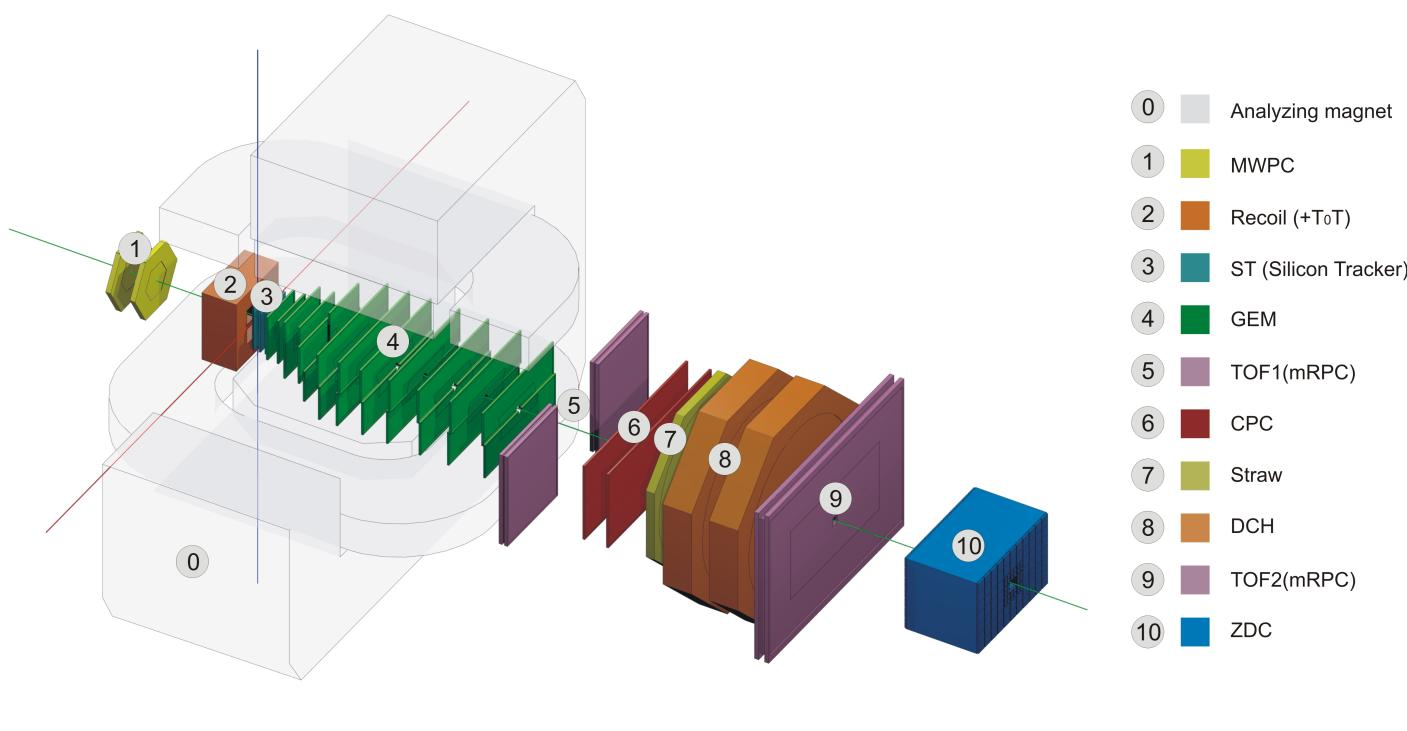 0 Analyzing magnet
1 MWPC
2 Recoil (+T0T)
3 ST (Silicon Tracker)
4 GEM
5 TOF1(mRPC)
6 CPC
7 Straw
8 DCH
9 TOF2(mRPC)
10 ZDC
1
2
3
4
5
6
7
8
9
10
0